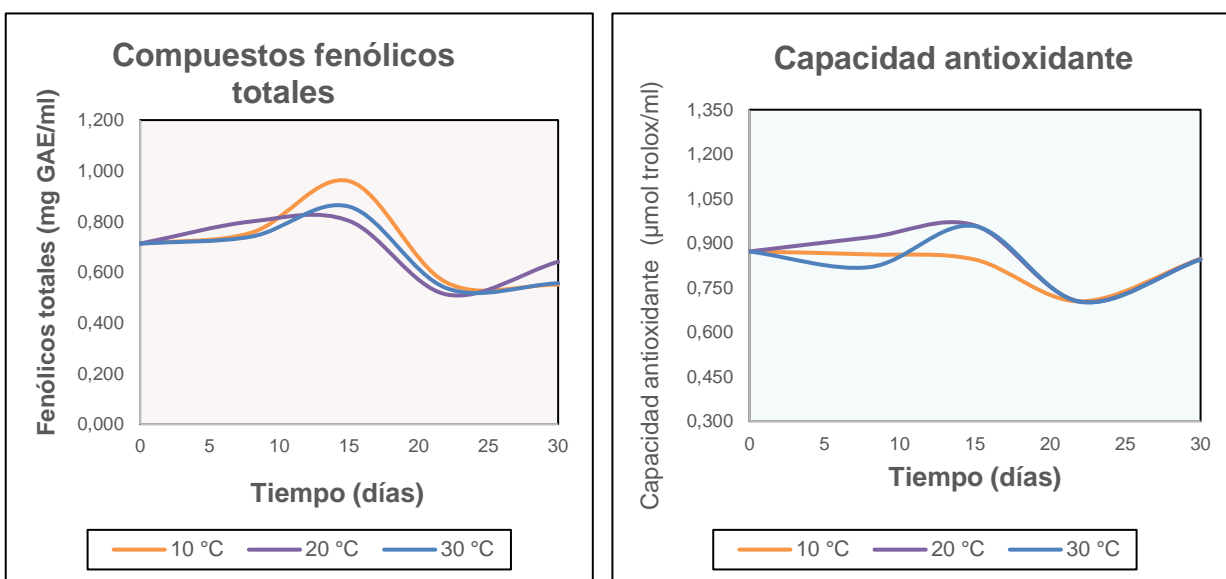 Compuestos fenólicos
totales
Fenólicos totales (mg GAE/ml)
1,200
1,000
0,800
0,600
0,400
0,200
0,000
0 5 10 15 20 25 30
Tiempo (días)
10 °C 20 °C 30 °C
Capacidad antioxidante
Capacidad antioxidante (µmol trolox/ml)
1,350
1,200
1,050
0,900
0,750
0,600
0,450
0,300
0 5 10 15 20 25 30
Tiempo (días)
10 °C 20 °C 30 °C